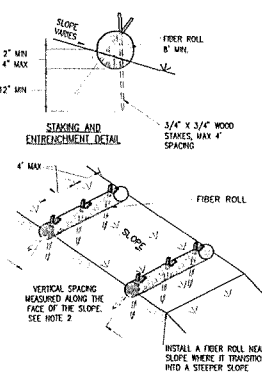 SLOPE
VARIES
FIBER ROLL
8' MIN.
2" MIN
4" MAX
12" MIN
3/4" X 3/4" WOOD
STAKES, MAX 4'
SPACING
STAKING AND
ENTRENCHMENT DETAIL
4' MAX
FIBER ROLL
SLOPE
VERTICAL SPACING
MEASURED ALONG THE
FACE OF THE SLOPE.
SEE NOTE 2
INSTALL A FIBER ROLL NEA
SLOPE WHERE IT TRANSITIO
INTO A STEEPER SLOPE